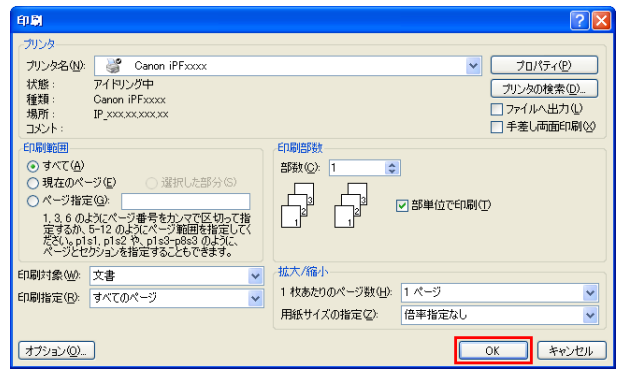 印刷
プリンタ
プリンタ名(N): Canon iPFxxxx プロパティ(P)
状態: アイドリング中 プリンタの検索(D)...
種類: Canon iPFxxxx
場所: IP_xxx,xx,xxx,xx ファイルへ出力(L)
コメント: 手差し両面印刷(X)
印刷範囲
すべて(A)
現在のページ(E) 選択した部分(S)
ページ指定(G):
1, 3, 6 のようにページ番号をカンマで区切って指
定するか、5-12 のようにページ範囲を指定してく
ださい。p1s1, p1s2 や、p1s3-p8s3 のように、
ページとセクションを指定することもできます。
印刷部数
部数(C): 1
3
2
1
3
2
1
部単位で印刷(T)
印刷対象(W): 文書
印刷指定(R): すべてのページ
拡大/縮小
1 枚あたりのページ数(H): 1 ページ
用紙サイズの指定(Z): 倍率指定なし
オプション(O)... OK キャンセル